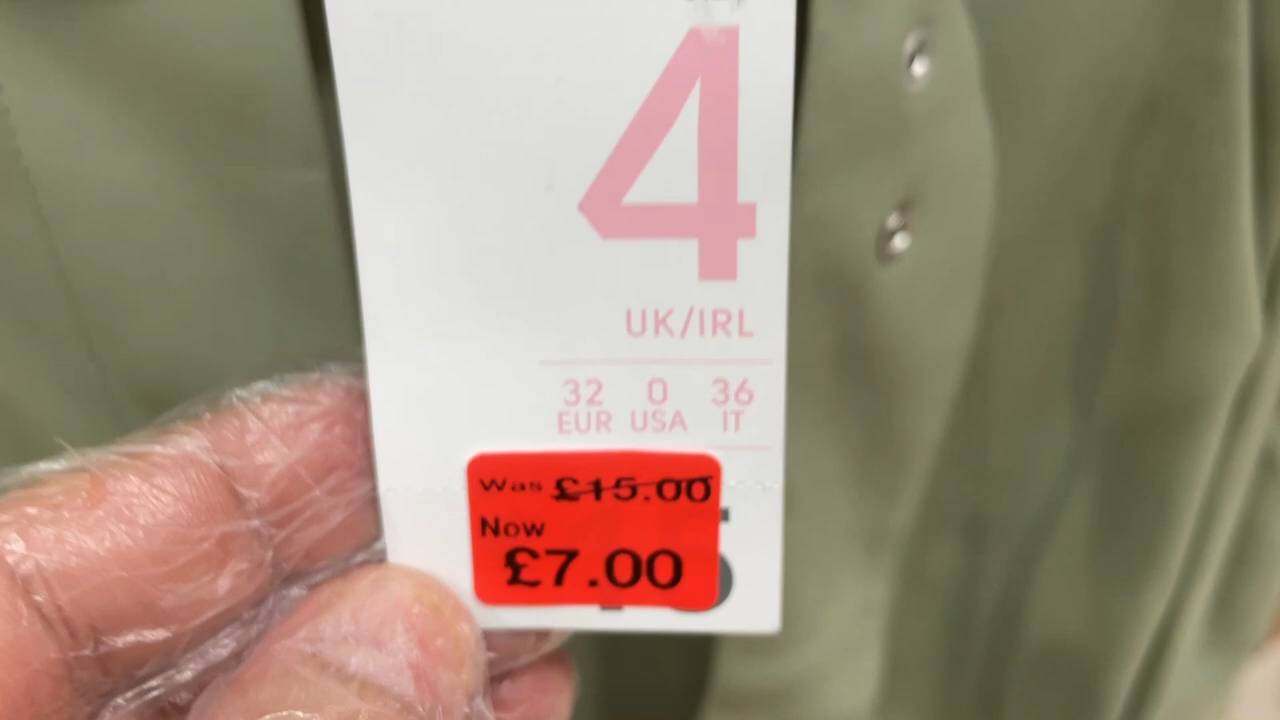 4
UK/IRL
32 0 36
EUR USA IT
Was £15.00
Now
£7.00